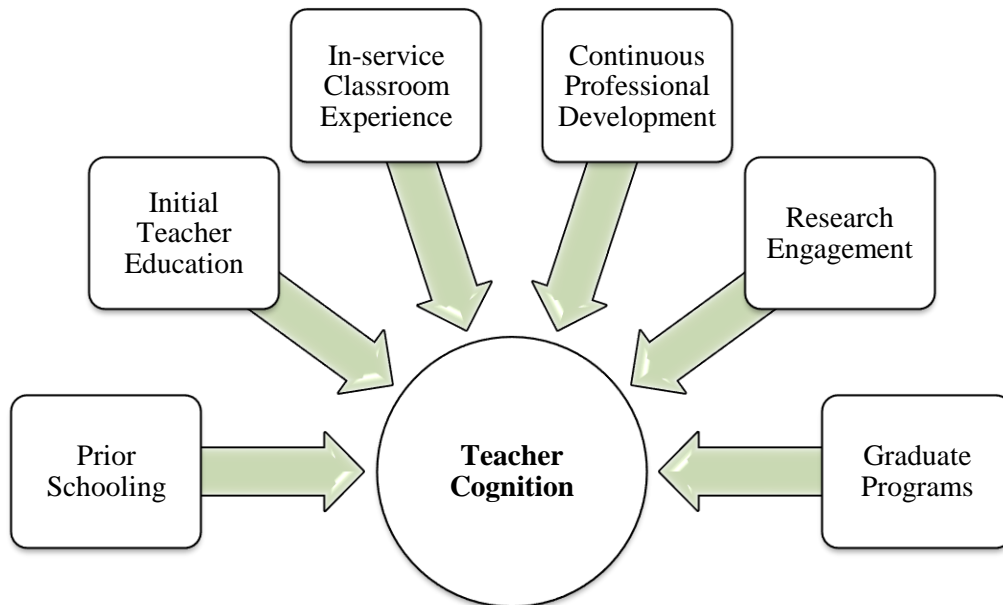 In-service
Classroom
Experience
Continuous
Professional
Development
Initial
Teacher
Education
Research
Engagement
Prior
Schooling
Teacher
Cognition
Graduate
Programs